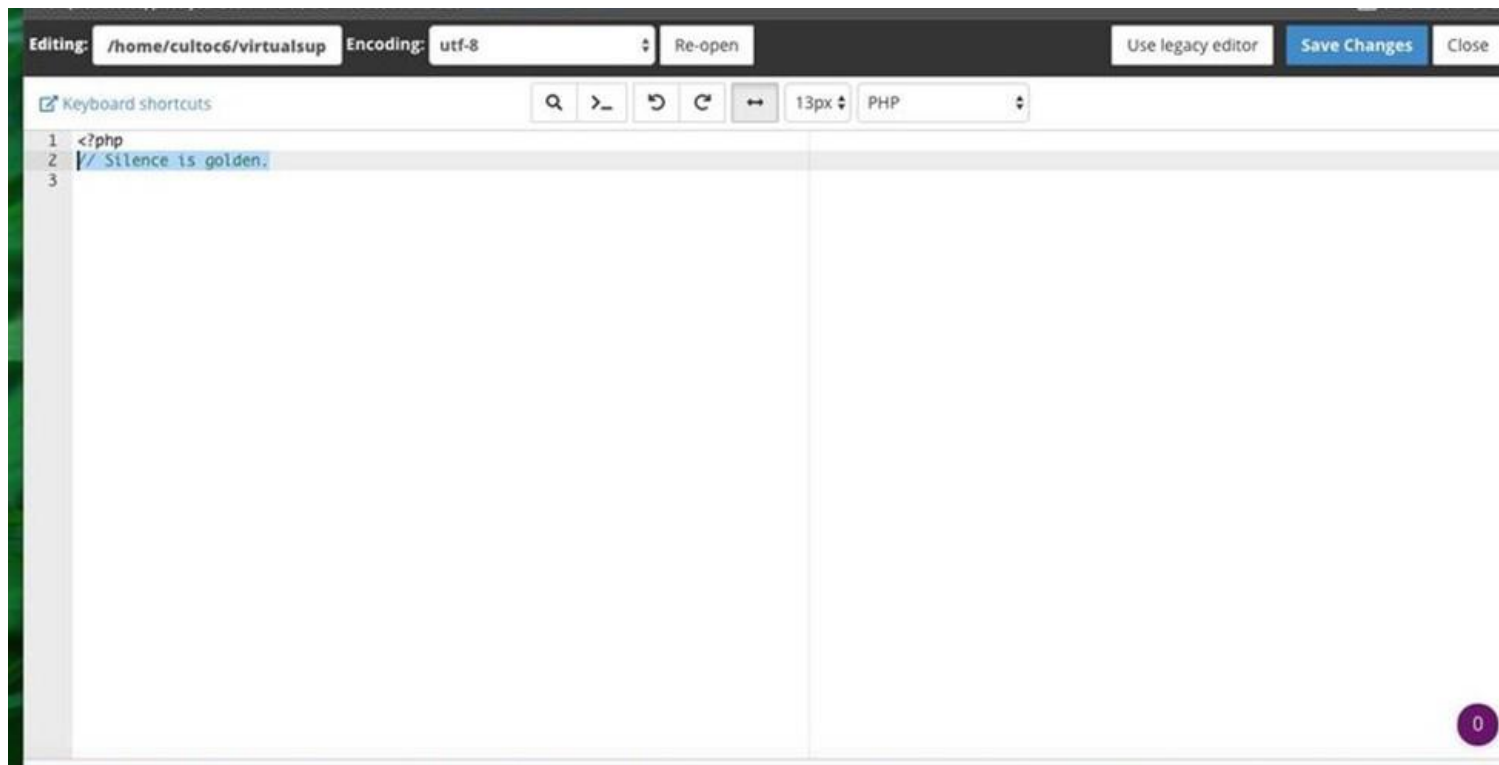 Editing: /home/cultoc6/virtualsup Encoding: utf-8 Re-open Use legacy editor Save Changes Close
Keyboard shortcuts >_ 13px PHP
1 <?php
2 // Silence is golden.
3
0